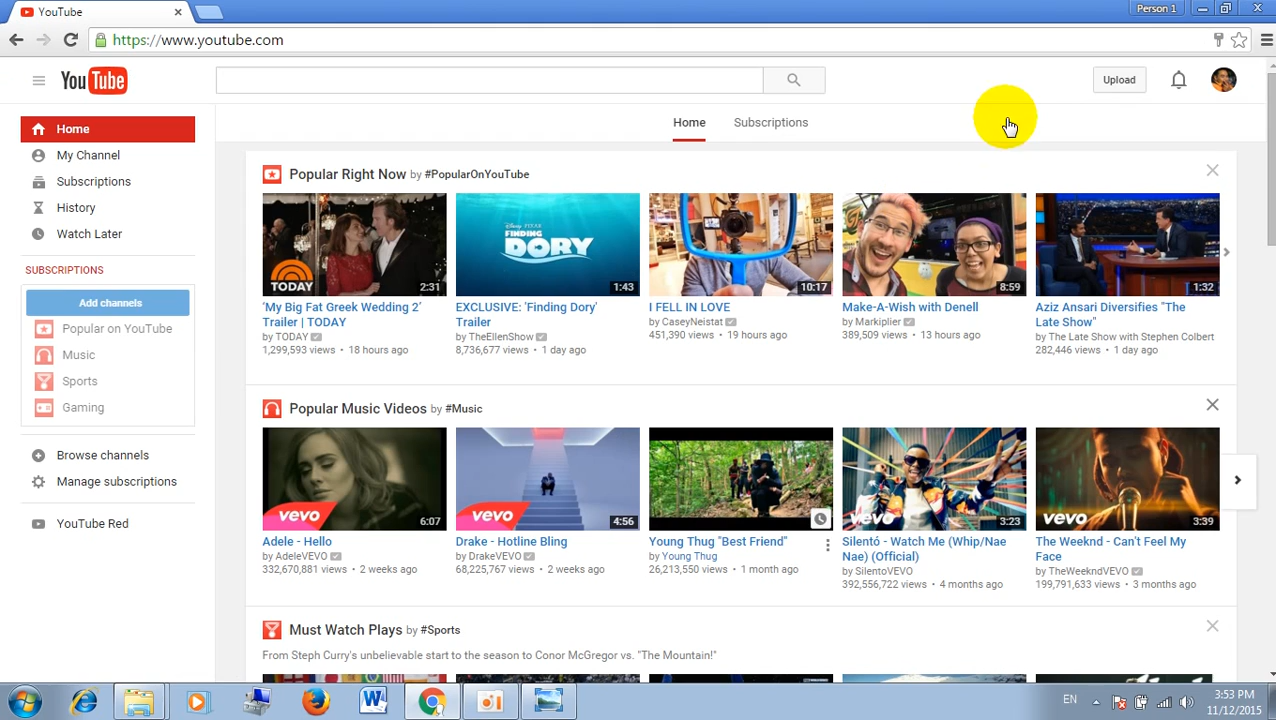 YouTube
Person 1
https://www.youtube.com
YouTube
Upload
Home
My Channel
Subscriptions
History
Watch Later
SUBSCRIPTIONS
Add channels
Popular on YouTube
Music
Sports
Gaming
Browse channels
Manage subscriptions
YouTube Red
Home Subscriptions
Popular Right Now by #PopularOnYouTube
TODAY 2:31
Disney PIXAR
FINDING
DORY 1:43
10:17
8:59
1:32
'My Big Fat Greek Wedding 2'
Trailer | TODAY
by TODAY
1,299,593 views • 18 hours ago
EXCLUSIVE: 'Finding Dory'
Trailer
by TheEllenShow
8,736,677 views • 1 day ago
I FELL IN LOVE
by CaseyNeistat
451,390 views • 19 hours ago
Make-A-Wish with Denell
by Markiplier
389,509 views • 13 hours ago
Aziz Ansari Diversifies "The
Late Show"
by The Late Show with Stephen Colbert
282,446 views • 1 day ago
Popular Music Videos by #Music
vevo 6:07
vevo 4:56
vevo 3:23
vevo 3:39
Adele - Hello
by AdeleVEVO
332,670,881 views • 2 weeks ago
Drake - Hotline Bling
by DrakeVEVO
68,225,767 views • 2 weeks ago
Young Thug "Best Friend"
by Young Thug
26,213,550 views • 1 month ago
Silentó - Watch Me (Whip/Nae
Nae) (Official)
by SilentoVEVO
392,556,722 views • 4 months ago
The Weeknd - Can't Feel My
Face
by TheWeekndVEVO
199,791,633 views • 3 months ago
Must Watch Plays by #Sports
From Steph Curry's unbelievable start to the season to Conor McGregor vs. "The Mountain!"
EN
3:53 PM
11/12/2015